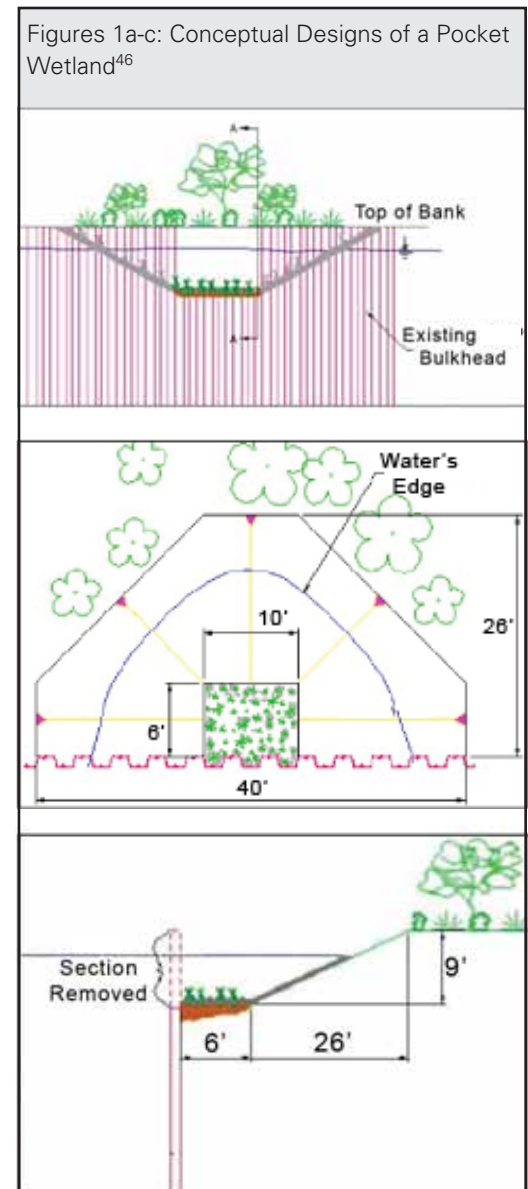 Figures 1a-c: Conceptual Designs of a Pocket
Wetland46
A
Top of Bank
A
Existing
Bulkhead
Water's
Edge
10'
26'
6'
40'
Section
Removed
9'
6'
26'